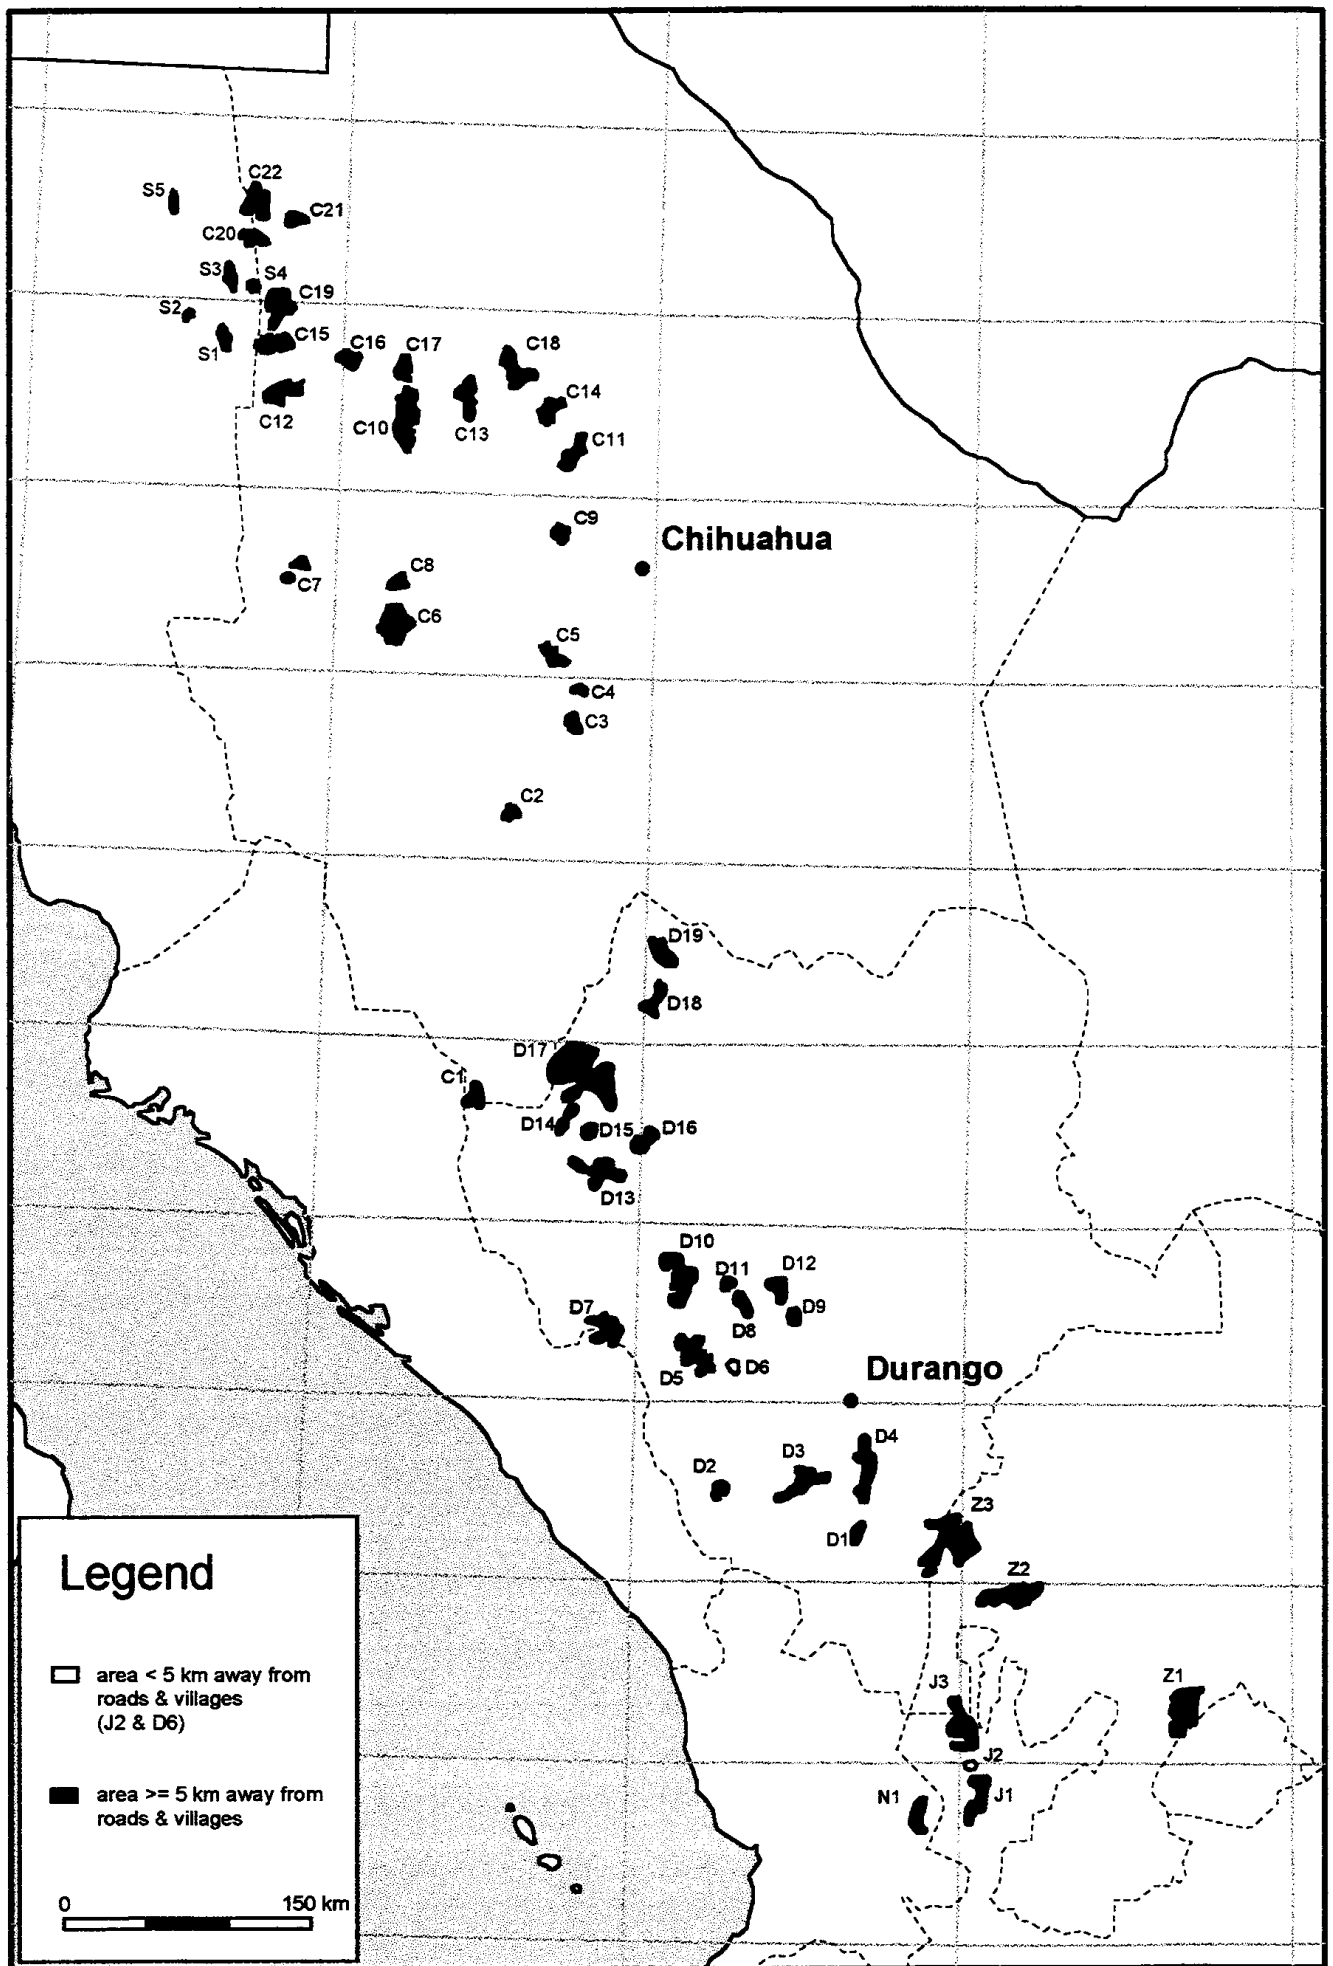 C22
S5
C21
C20
S3
S4
C19
S2
C15
S1
C16
C17
C18
C12
C10
C13
C14
C11
C9
Chihuahua
C7
C8
C6
C5
C4
C3
C2
D19
D18
D17
C1
D14
D15
D16
D13
D10
D11
D12
D7
D8
D9
D5
D6
Durango
D4
D2
D3
Z3
D1
Z2
Legend
area < 5 km away from
roads & villages
(J2 & D6)
area >= 5 km away from
roads & villages
0
150 km
Z1
J3
J2
N1
J1